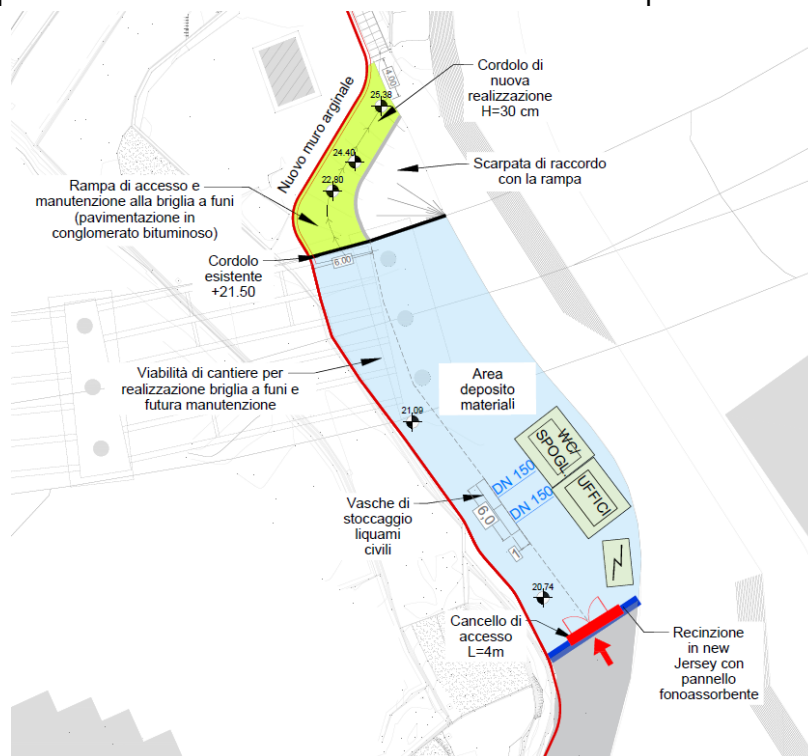 4.00
Cordolo di
nuova
realizzazione
H=30 cm
25.38
Nuovo muro arginale
24.40
Scarpata di raccordo
con la rampa
22.80
Rampa di accesso e
manutenzione alla briglia a funi
(pavimentazione in
conglomerato bituminoso)
Cordolo
esistente
+21.50
6.00
Viabilità di cantiere per
realizzazione briglia a funi e
futura manutenzione
Area
deposito
materiali
21.09
WC/
SPOGL.
UFFICI
DN 150
DN 150
Vasche di
stoccaggio
liquami
civili
6,0
1
20.74
Cancello di
accesso
L=4m
Recinzione
in new
Jersey con
pannello
fonoassorbente